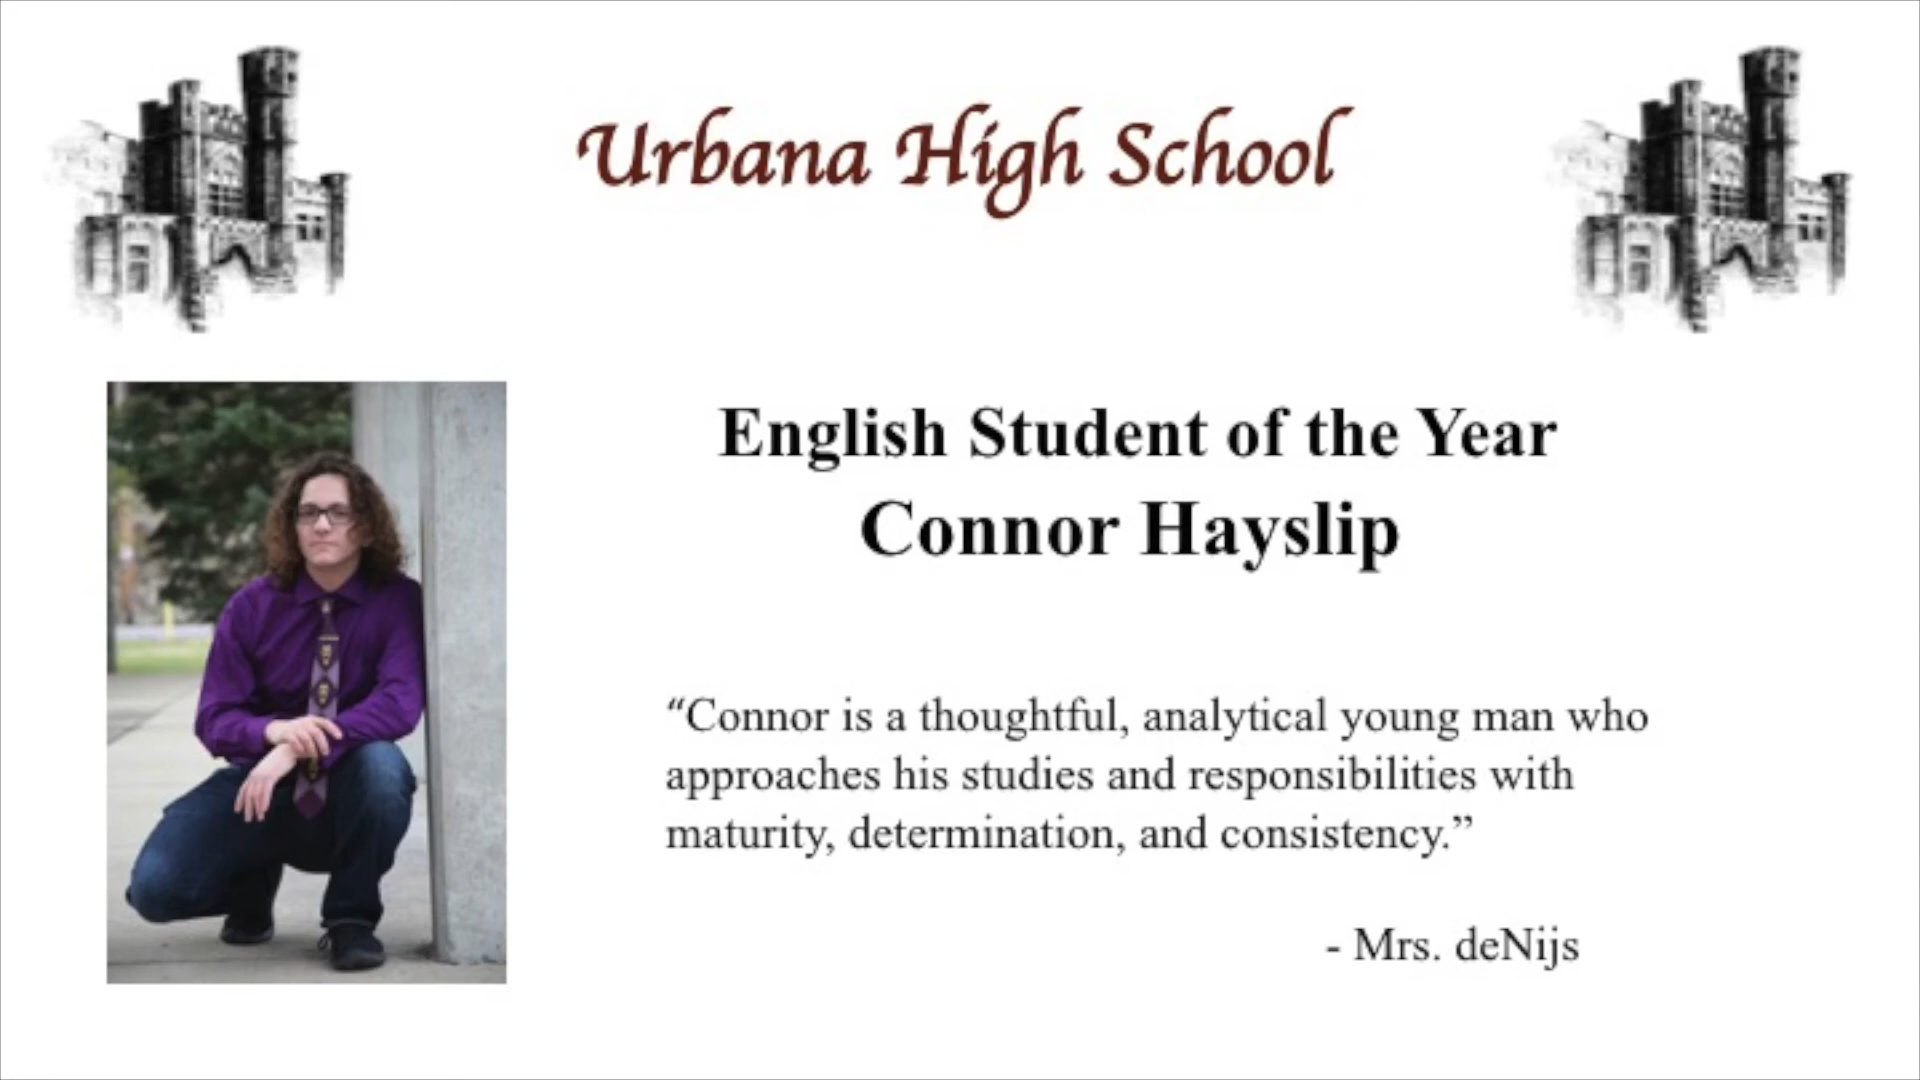 Urbana High School
English Student of the Year
Connor Hayslip
“Connor is a thoughtful, analytical young man who
approaches his studies and responsibilities with
maturity, determination, and consistency.”
- Mrs. deNijs